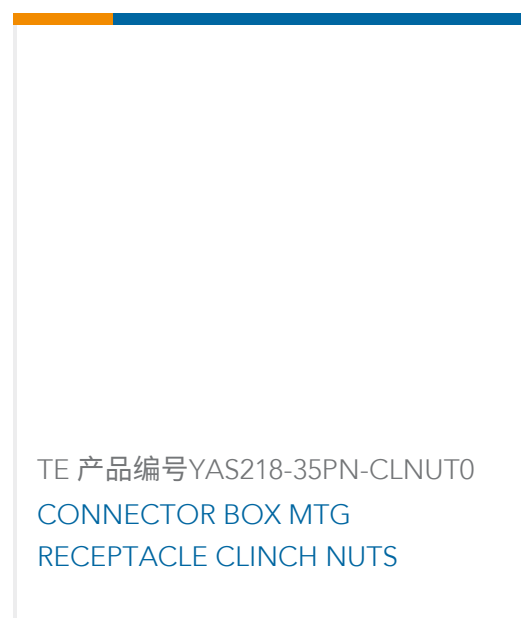 TE 产品编号YAS218-35PN-CLNUT0
CONNECTOR BOX MTG
RECEPTACLE CLINCH NUTS